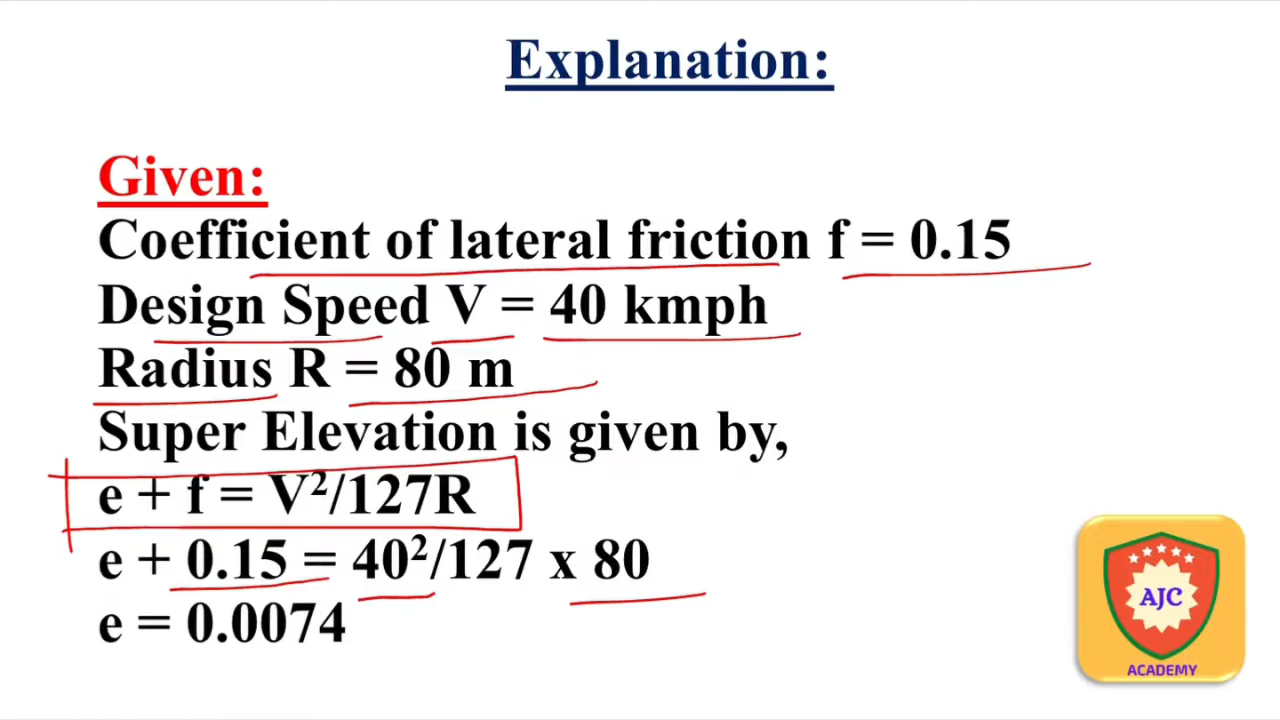 Explanation:
Given:
Coefficient of lateral friction f = 0.15
Design Speed V = 40 kmph
Radius R = 80 m
Super Elevation is given by,
e + f = V²/127R
e + 0.15 = 40²/127 x 80
e = 0.0074
AJC
ACADEMY